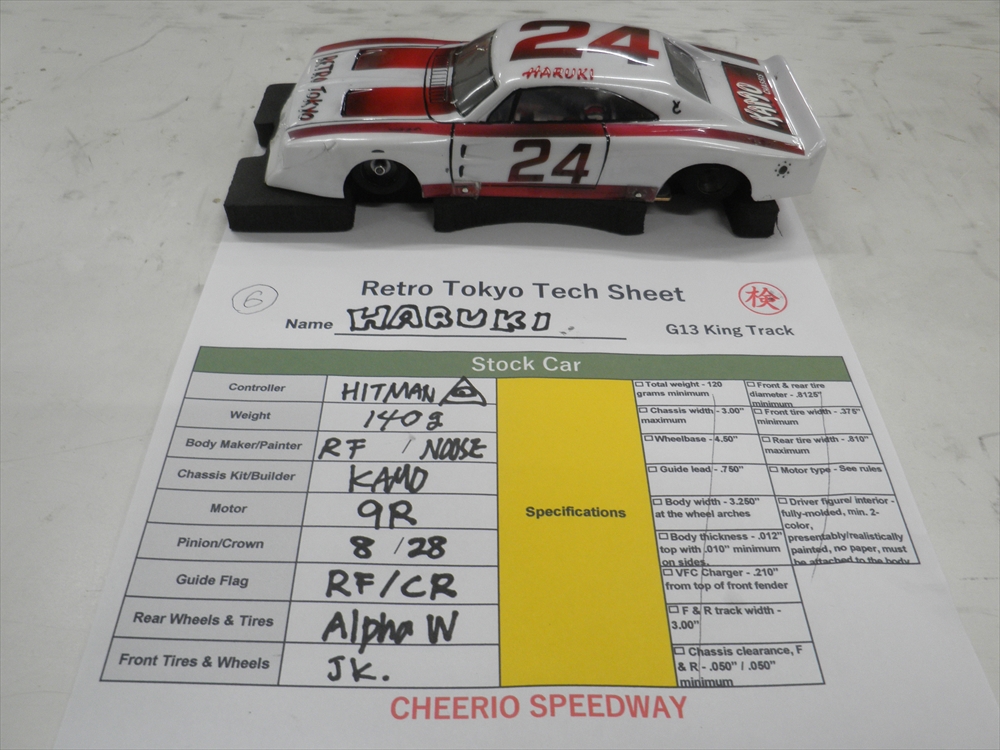 24
HARUKI
RETRO TOKYO
KAMO
24
6
Retro Tokyo Tech Sheet
検
Name HARUKI
G13 King Track
Stock Car
Controller HITMAN
Weight 140g
Body Maker/Painter RF / NOOSE
Chassis Kit/Builder KAMO
Motor 9R
Pinion/Crown 8 / 28
Guide Flag RF/CR
Rear Wheels & Tires Alpha W
Front Tires & Wheels JK.
Specifications
Total weight - 120
grams minimum
Chassis width - 3.00"
maximum
Wheelbase - 4.50"
Guide lead - .750"
Body width - 3.250"
at the wheel arches
Body thickness - .012"
top with .010" minimum
on sides.
VFC Charger - .210"
from top of front fender
F & R track width -
3.00"
Chassis clearance, F
& R - .050" / .050"
minimum
Front & rear tire
diameter - .8125"
minimum
Front tire width - .375"
minimum
Rear tire width - .810"
maximum
Motor type - See rules
Driver figure/ interior -
fully-molded, min. 2-
color,
presentably/realistically
painted, no paper, must
be attached to the body
CHEERIO SPEEDWAY